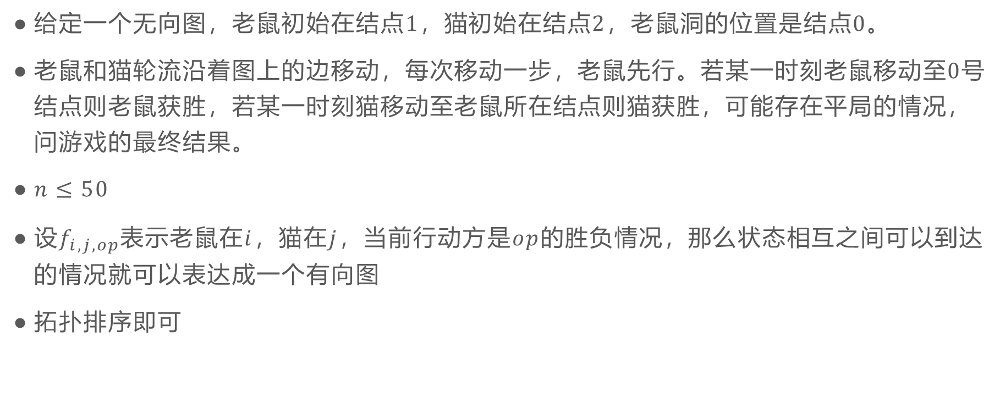 ● 给定一个无向图，老鼠初始在结点1，猫初始在结点2，老鼠洞的位置是结点0。
● 老鼠和猫轮流沿着图上的边移动，每次移动一步，老鼠先行。若某一时刻老鼠移动至0号
结点则老鼠获胜，若某一时刻猫移动至老鼠所在结点则猫获胜，可能存在平局的情况，
问游戏的最终结果。
● n ≤ 50
● 设f_{i,j,op}表示老鼠在i，猫在j，当前行动方是op的胜负情况，那么状态相互之间可以到达
的情况就可以表达成一个有向图
● 拓扑排序即可